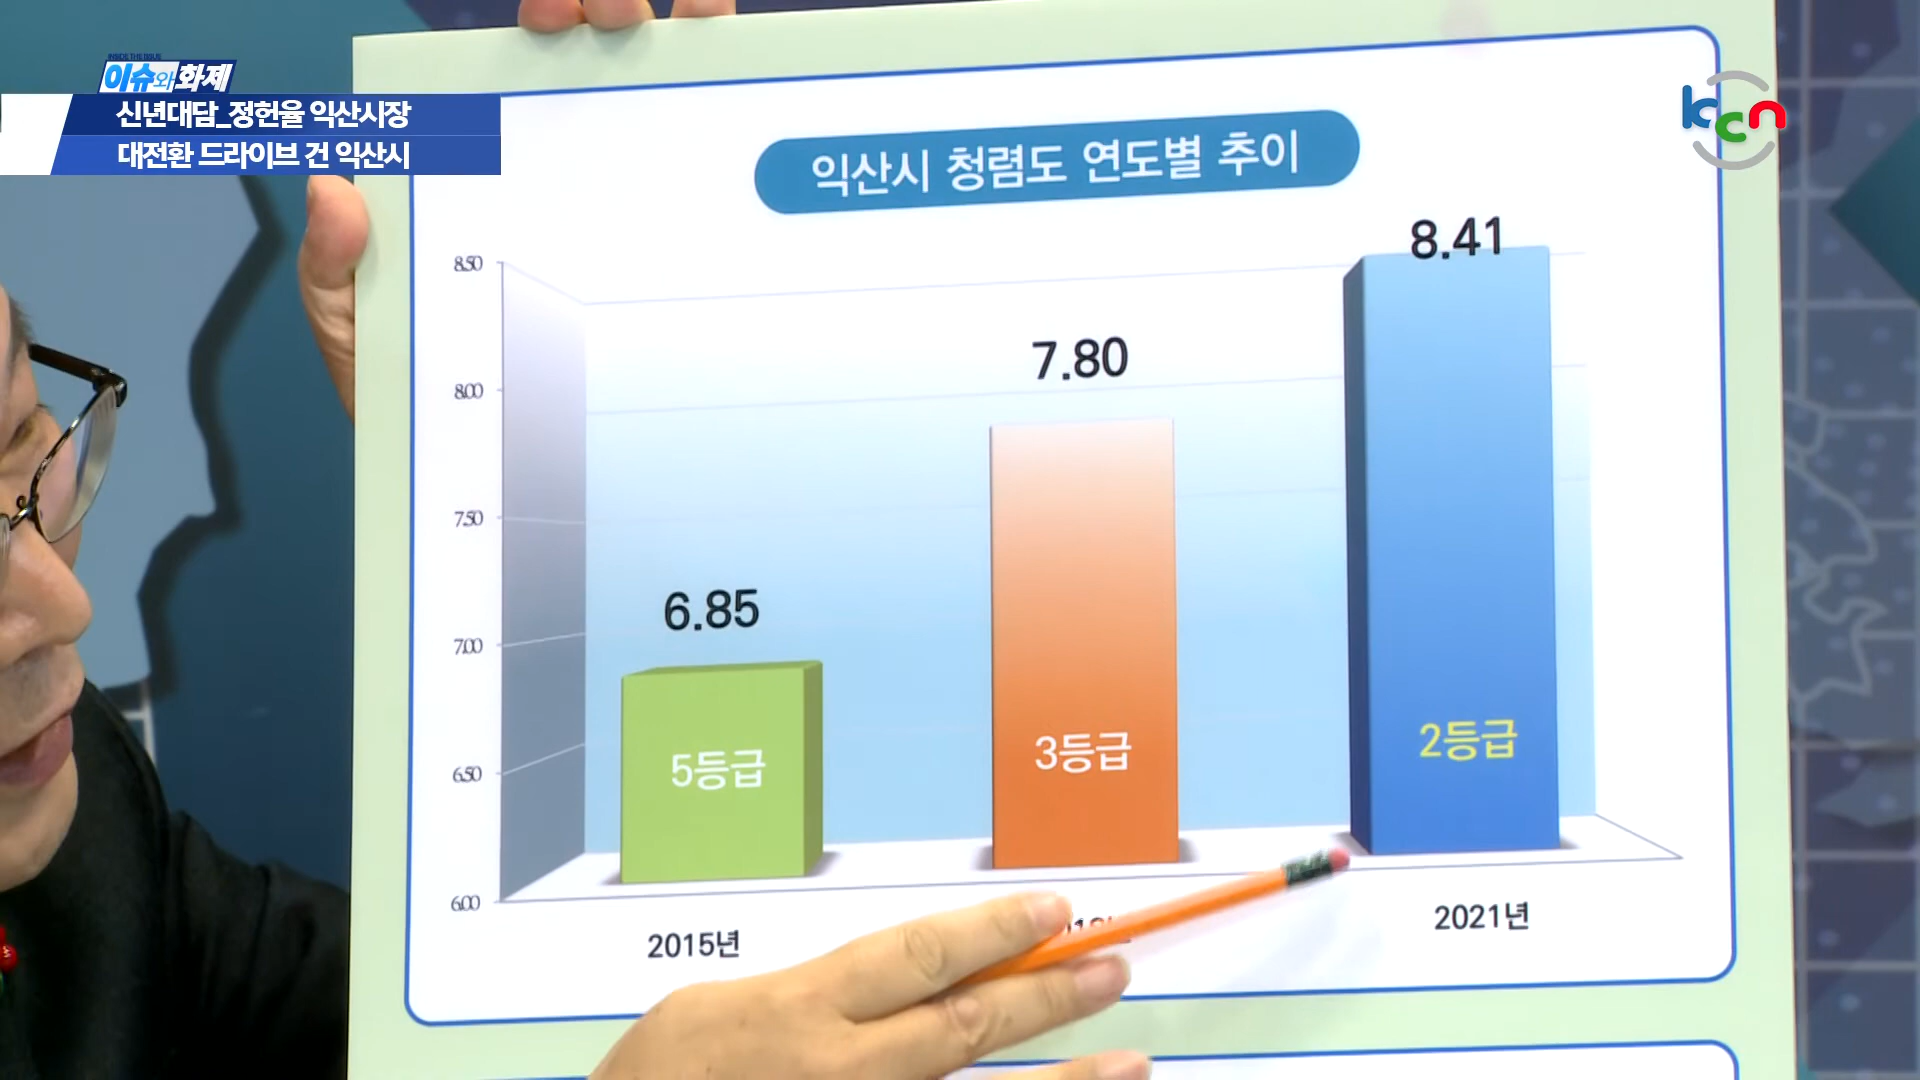 INSIDE THE ISSUE
이슈와 화제
신년대담_정헌율 익산시장
대전환 드라이브 건 익산시
kcn
익산시 청렴도 연도별 추이
8.50
8.00
7.50
7.00
6.50
6.00
6.85
7.80
8.41
5등급
3등급
2등급
2015년
2021년